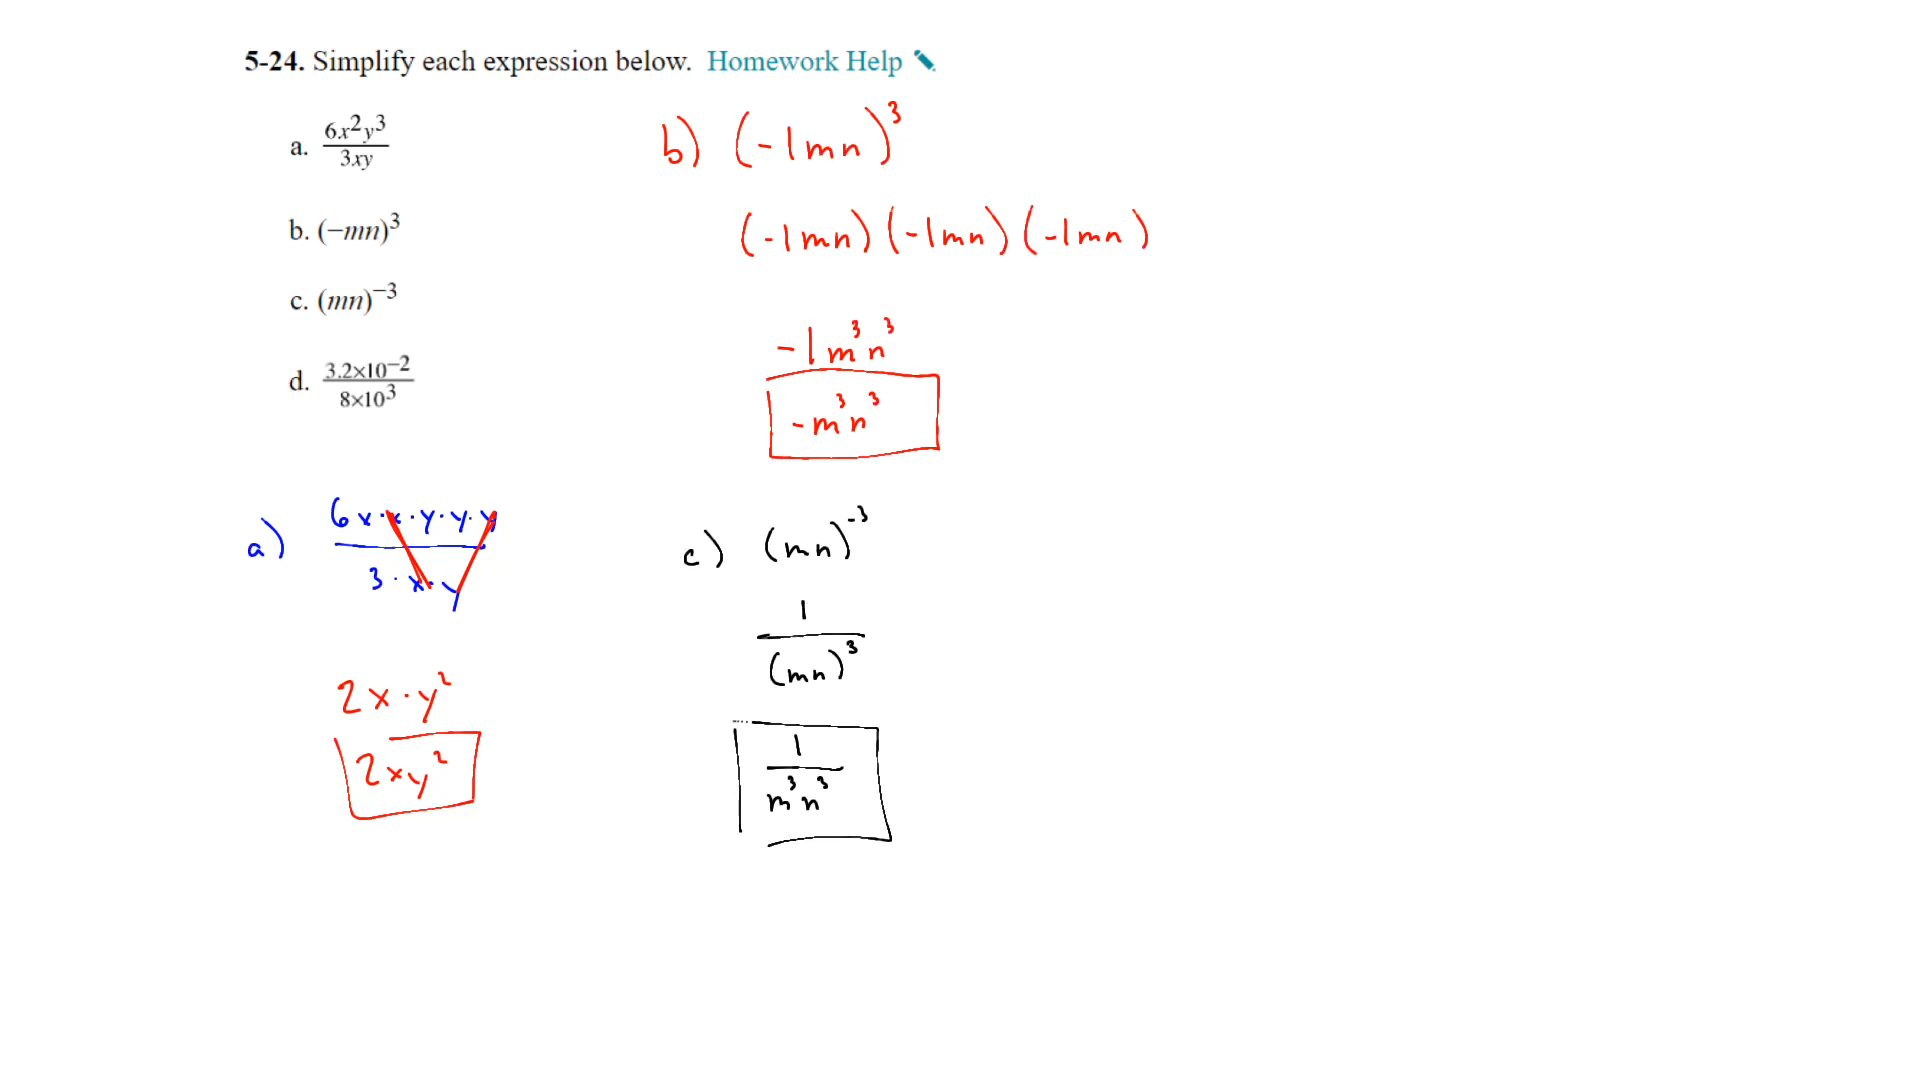 5-24. Simplify each expression below. Homework Help
a. 6x²y³ / 3xy
b. (−mn)³
c. (mn)⁻³
d. 3.2×10⁻² / 8×10³
a) 6x·x·y·y·y / 3·x·y
2x·y²
2xy²
b) (-1mn)³
(-1mn)(-1mn)(-1mn)
-1m³n³
-m³n³
c) (mn)⁻³
1 / (mn)³
1 / m³n³